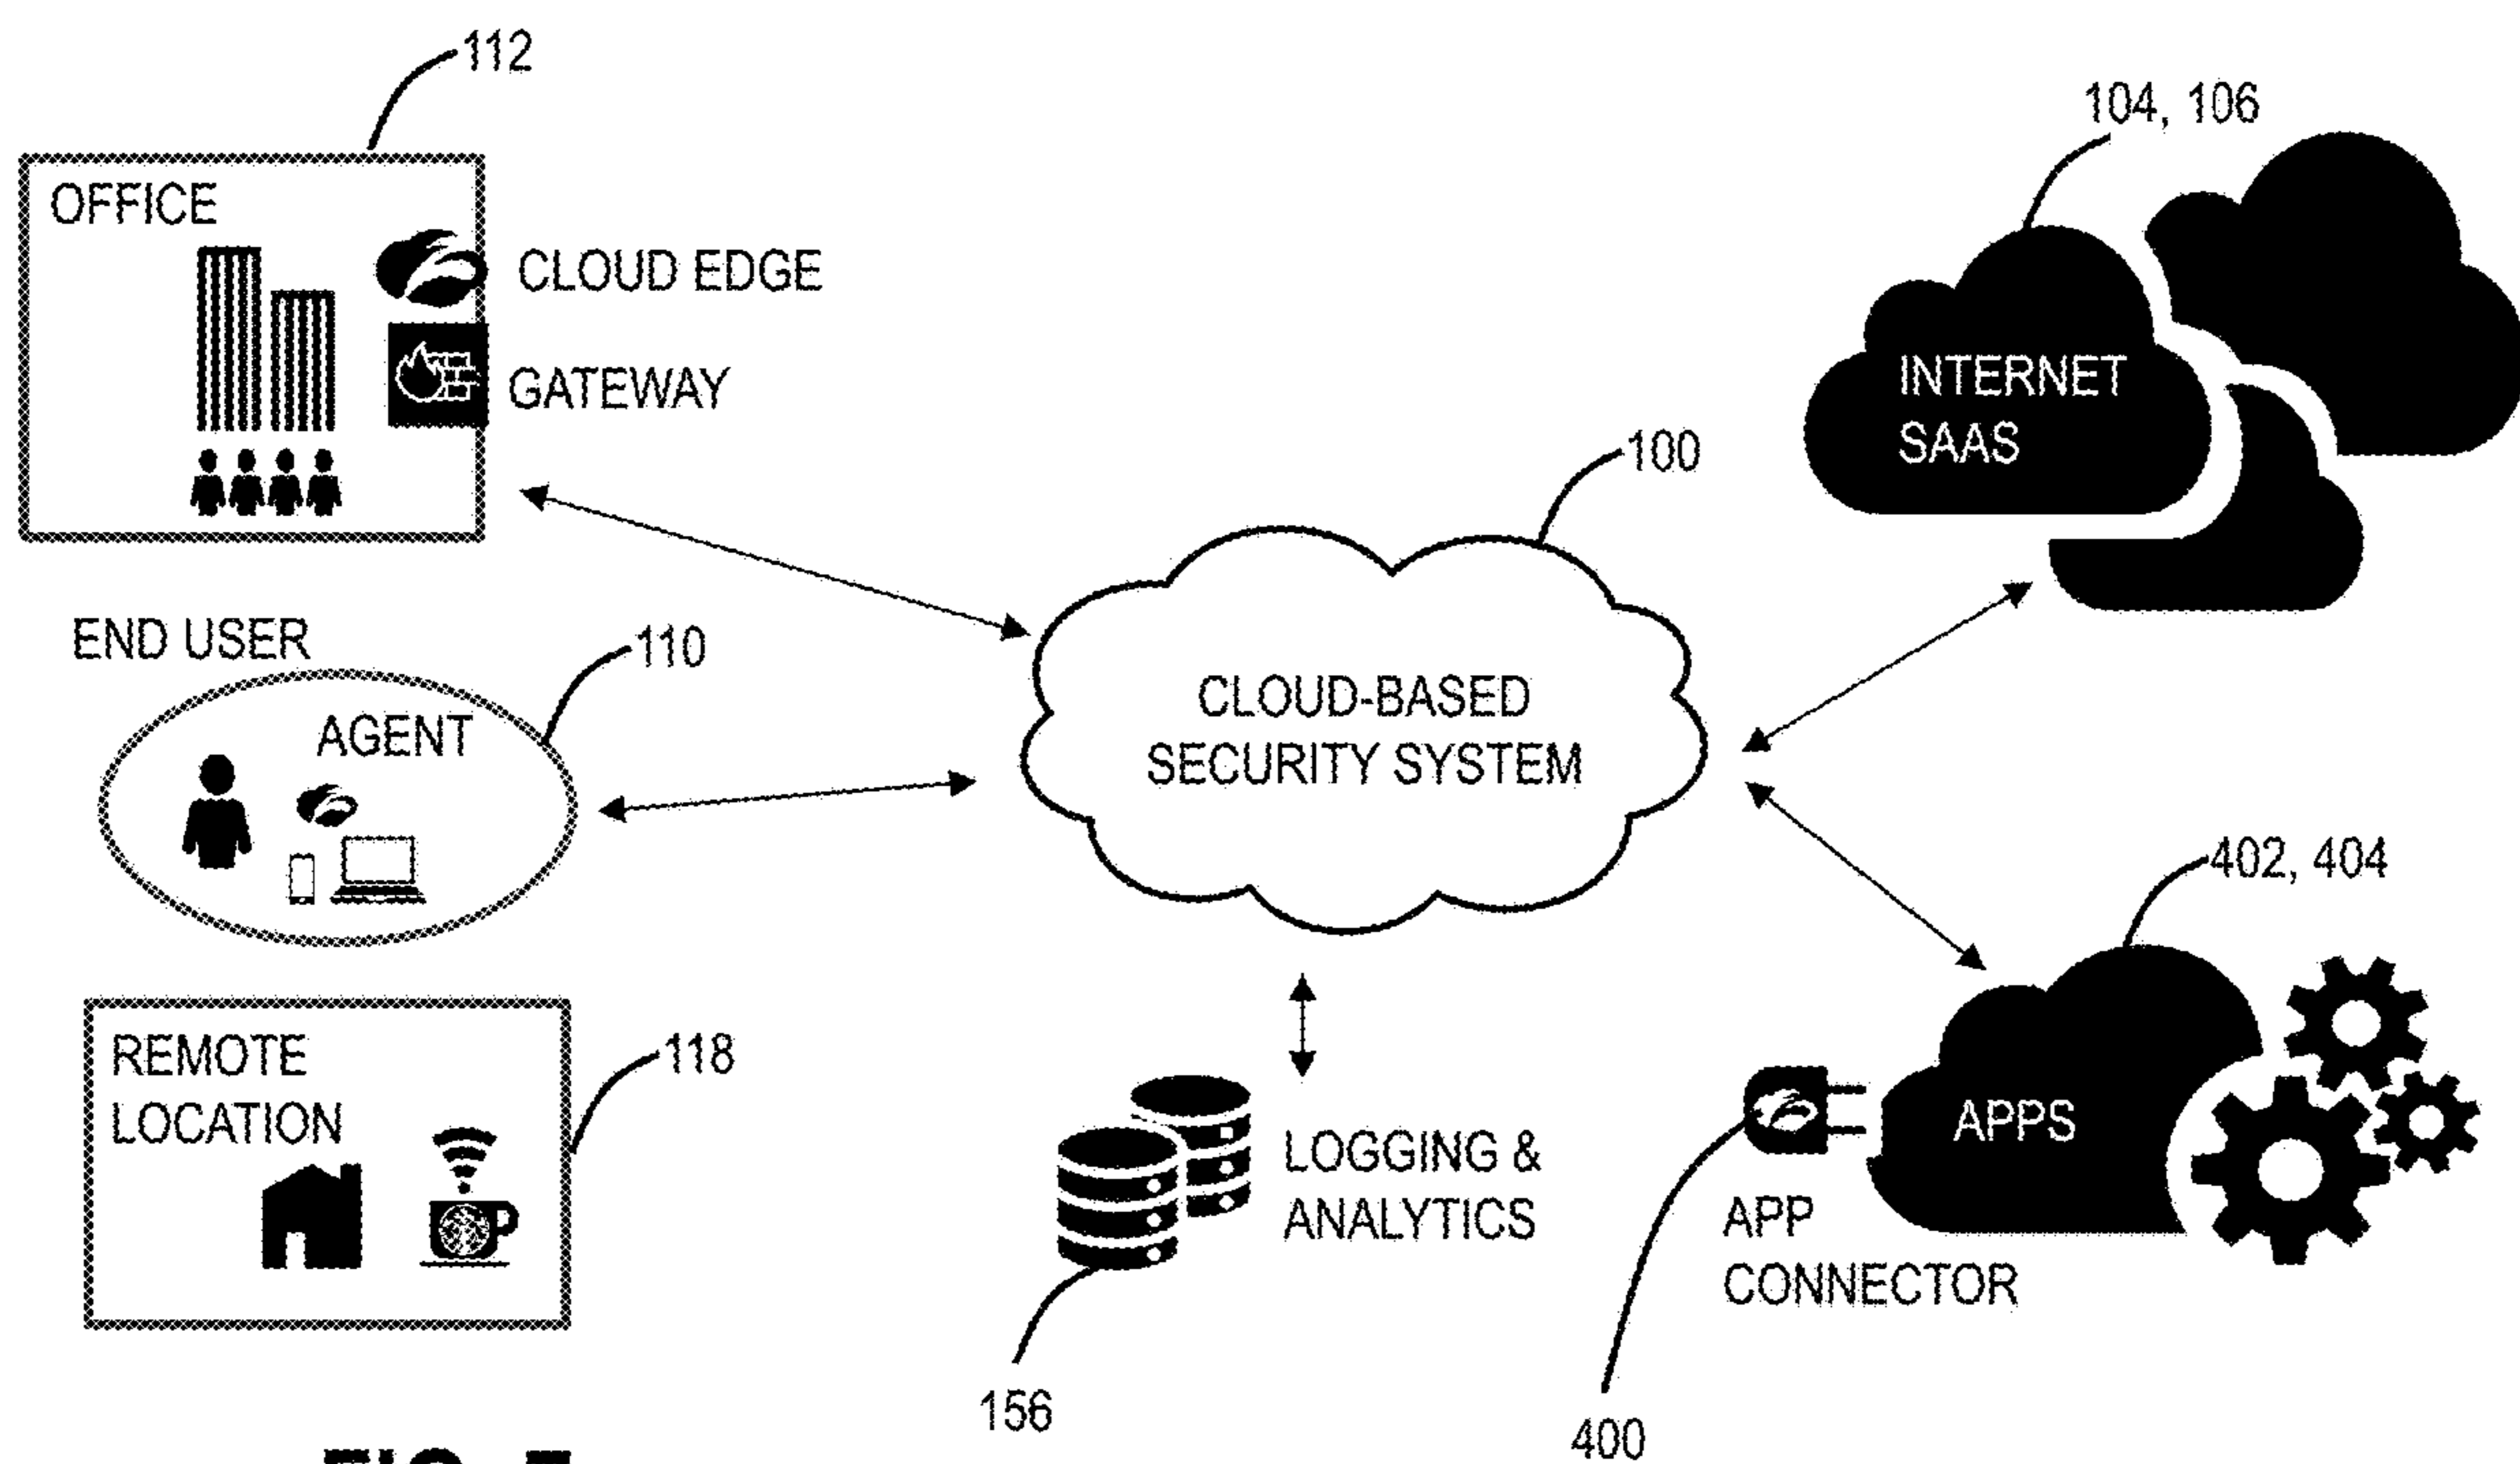 112
104, 106
OFFICE
CLOUD EDGE
GATEWAY
INTERNET
SAAS
100
END USER
110
AGENT
CLOUD-BASED
SECURITY SYSTEM
402, 404
REMOTE
LOCATION
118
LOGGING &
ANALYTICS
APPS
APP
CONNECTOR
156
400